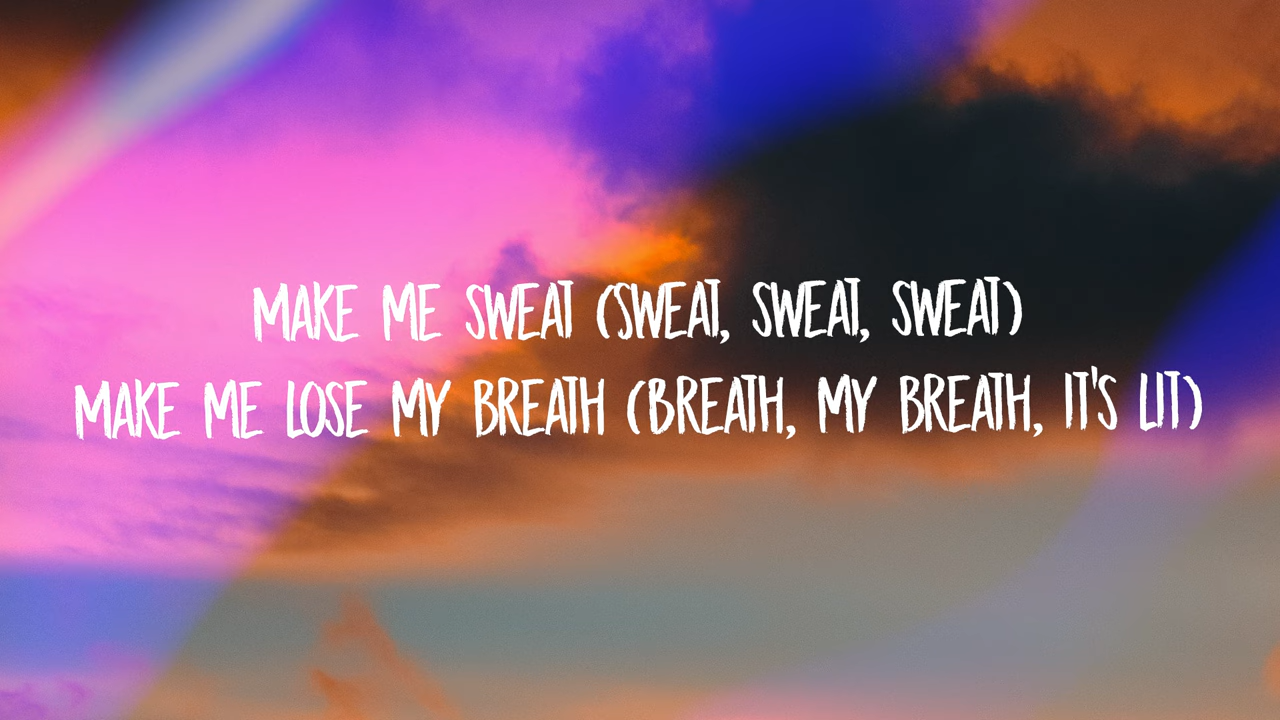 MAKE ME SWEAT (SWEAT, SWEAT, SWEAT)
MAKE ME LOSE MY BREATH (BREATH, MY BREATH, IT'S LIT)